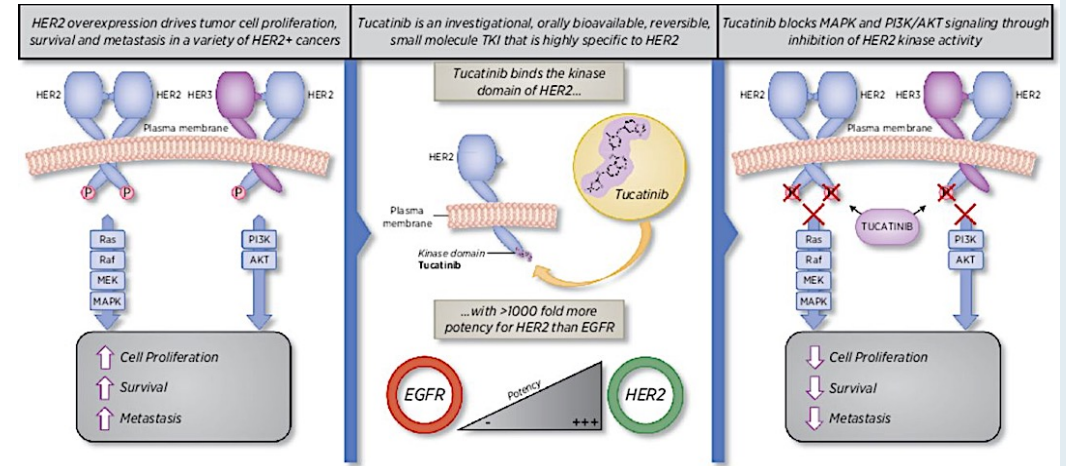 HER2 overexpression drives tumor cell proliferation,
survival and metastasis in a variety of HER2+ cancers
Tucatinib is an investigational, orally bioavailable, reversible,
small molecule TKI that is highly specific to HER2
Tucatinib blocks MAPK and PI3K/AKT signaling through
inhibition of HER2 kinase activity
HER2
HER2
HER3
HER2
Plasma membrane
P
P
P
Ras
Raf
MEK
MAPK
PI3K
AKT
Cell Proliferation
Survival
Metastasis
Tucatinib binds the kinase
domain of HER2...
HER2
Tucatinib
Plasma
membrane
Kinase domain
Tucatinib
...with >1000 fold more
potency for HER2 than EGFR
EGFR
Potency
-
+++
HER2
HER2
HER2
HER3
HER2
Plasma membrane
P
P
P
TUCATINIB
Ras
Raf
MEK
MAPK
PI3K
AKT
Cell Proliferation
Survival
Metastasis